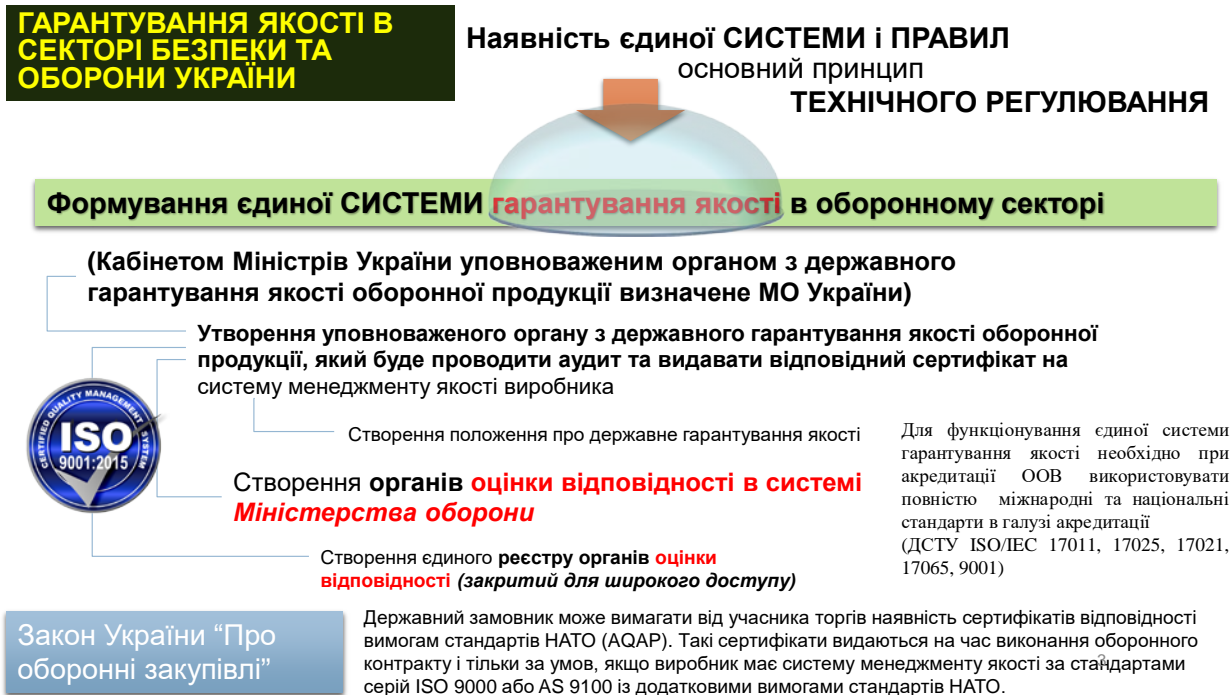 ГАРАНТУВАННЯ ЯКОСТІ В
СЕКТОРІ БЕЗПЕКИ ТА
ОБОРОНИ УКРАЇНИ
Наявність єдиної СИСТЕМИ і ПРАВИЛ
основний принцип
ТЕХНІЧНОГО РЕГУЛЮВАННЯ
Формування єдиної СИСТЕМИ гарантування якості в оборонному секторі
(Кабінетом Міністрів України уповноваженим органом з державного
гарантування якості оборонної продукції визначене МО України)
Утворення уповноваженого органу з державного гарантування якості оборонної
продукції, який буде проводити аудит та видавати відповідний сертифікат на
систему менеджменту якості виробника
CERTIFIED QUALITY MANAGEMENT SYSTEM
ISO
9001:2015
Створення положення про державне гарантування якості
Створення органів оцінки відповідності в системі
Міністерства оборони
Створення єдиного реєстру органів оцінки
відповідності (закритий для широкого доступу)
Для функціонування єдиної системи
гарантування якості необхідно при
акредитації ООВ використовувати
повністю міжнародні та національні
стандарти в галузі акредитації
(ДСТУ ISO/IEC 17011, 17025, 17021,
17065, 9001)
Закон України “Про
оборонні закупівлі”
Державний замовник може вимагати від учасника торгів наявність сертифікатів відповідності
вимогам стандартів НАТО (AQAP). Такі сертифікати видаються на час виконання оборонного
контракту і тільки за умов, якщо виробник має систему менеджменту якості за стандартами
серій ISO 9000 або AS 9100 із додатковими вимогами стандартів НАТО.
3